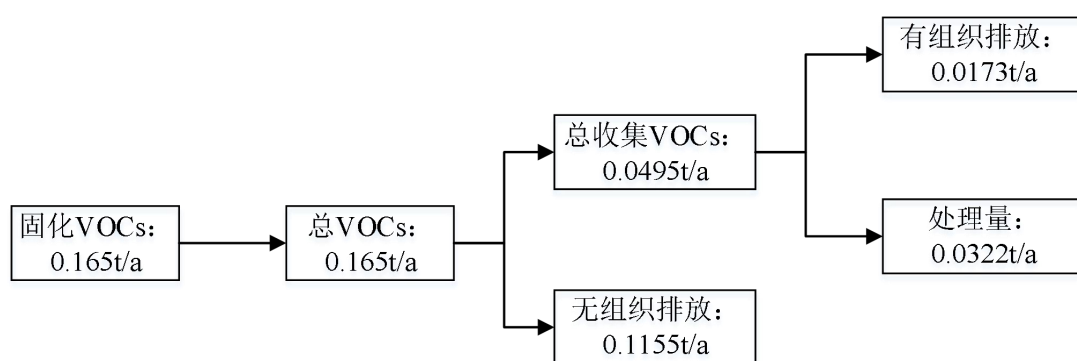 固化VOCs：
0.165t/a
总VOCs：
0.165t/a
总收集VOCs：
0.0495t/a
无组织排放：
0.1155t/a
有组织排放：
0.0173t/a
处理量：
0.0322t/a